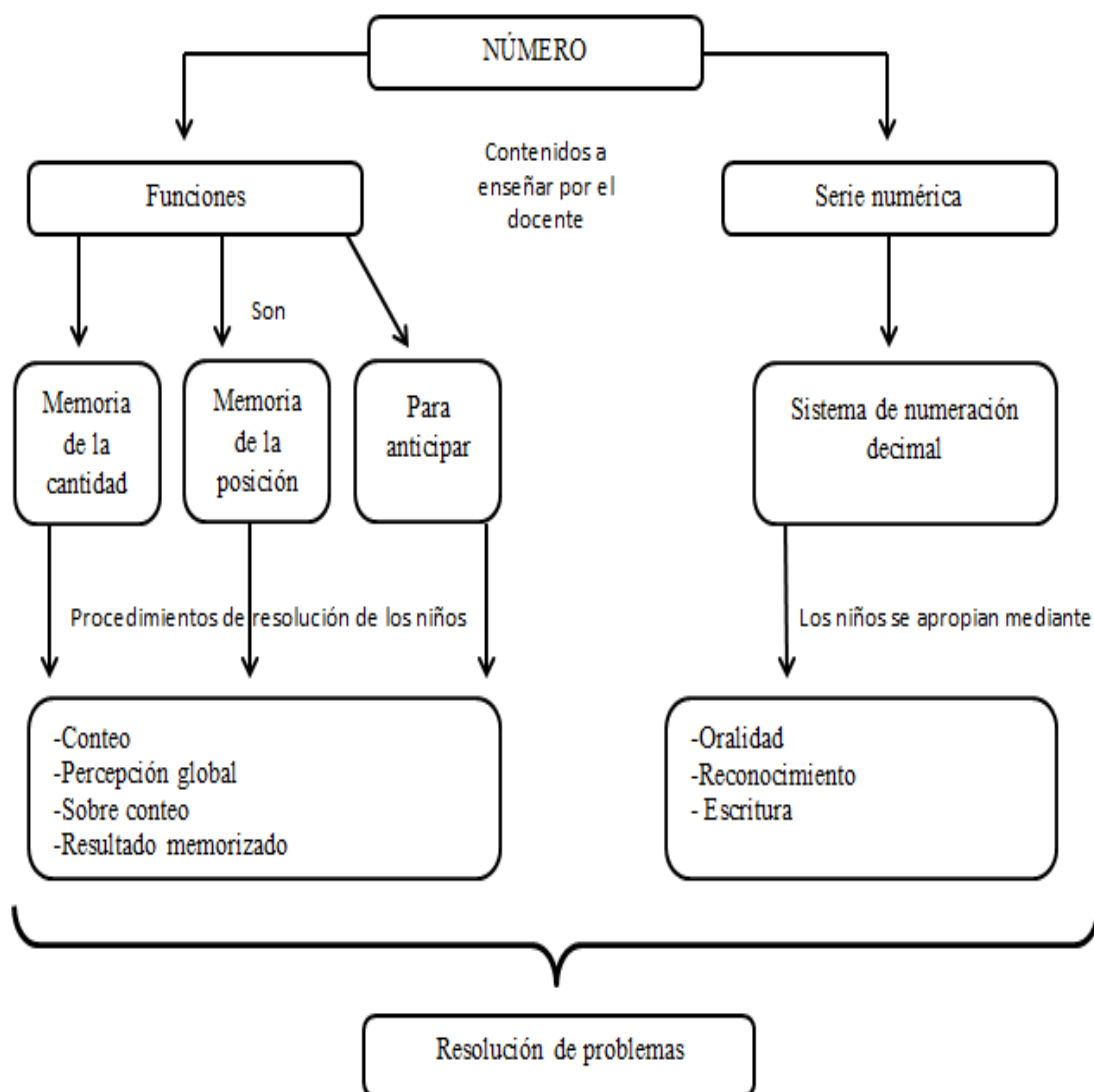 NÚMERO
Contenidos a
enseñar por el
docente
Funciones
Serie numérica
Son
Memoria
de la
cantidad
Memoria
de la
posición
Para
anticipar
Sistema de numeración
decimal
Procedimientos de resolución de los niños
Los niños se apropian mediante
-Conteo
-Percepción global
-Sobre conteo
-Resultado memorizado
-Oralidad
-Reconocimiento
- Escritura
Resolución de problemas